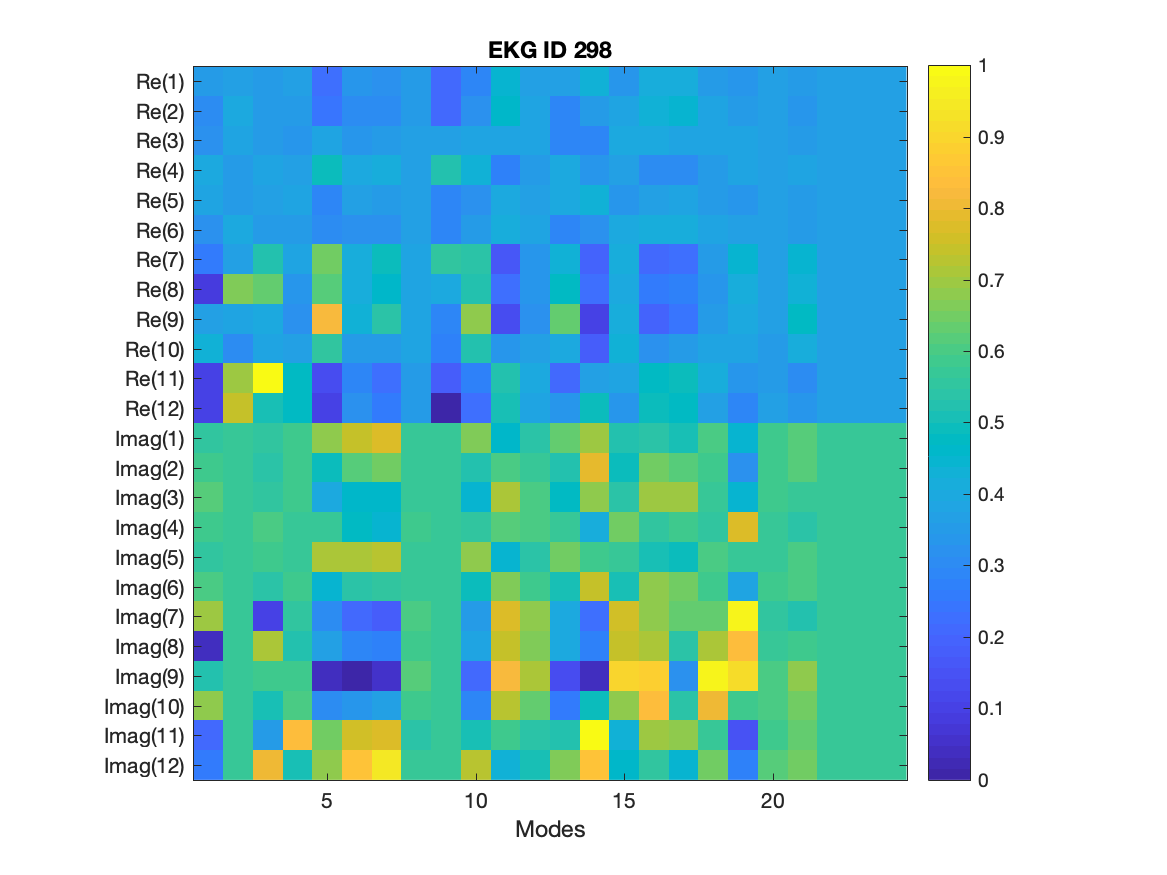 EKG ID 298
Re(1)
Re(2)
Re(3)
Re(4)
Re(5)
Re(6)
Re(7)
Re(8)
Re(9)
Re(10)
Re(11)
Re(12)
Imag(1)
Imag(2)
Imag(3)
Imag(4)
Imag(5)
Imag(6)
Imag(7)
Imag(8)
Imag(9)
Imag(10)
Imag(11)
Imag(12)
5 10 15 20
Modes
1
0.9
0.8
0.7
0.6
0.5
0.4
0.3
0.2
0.1
0